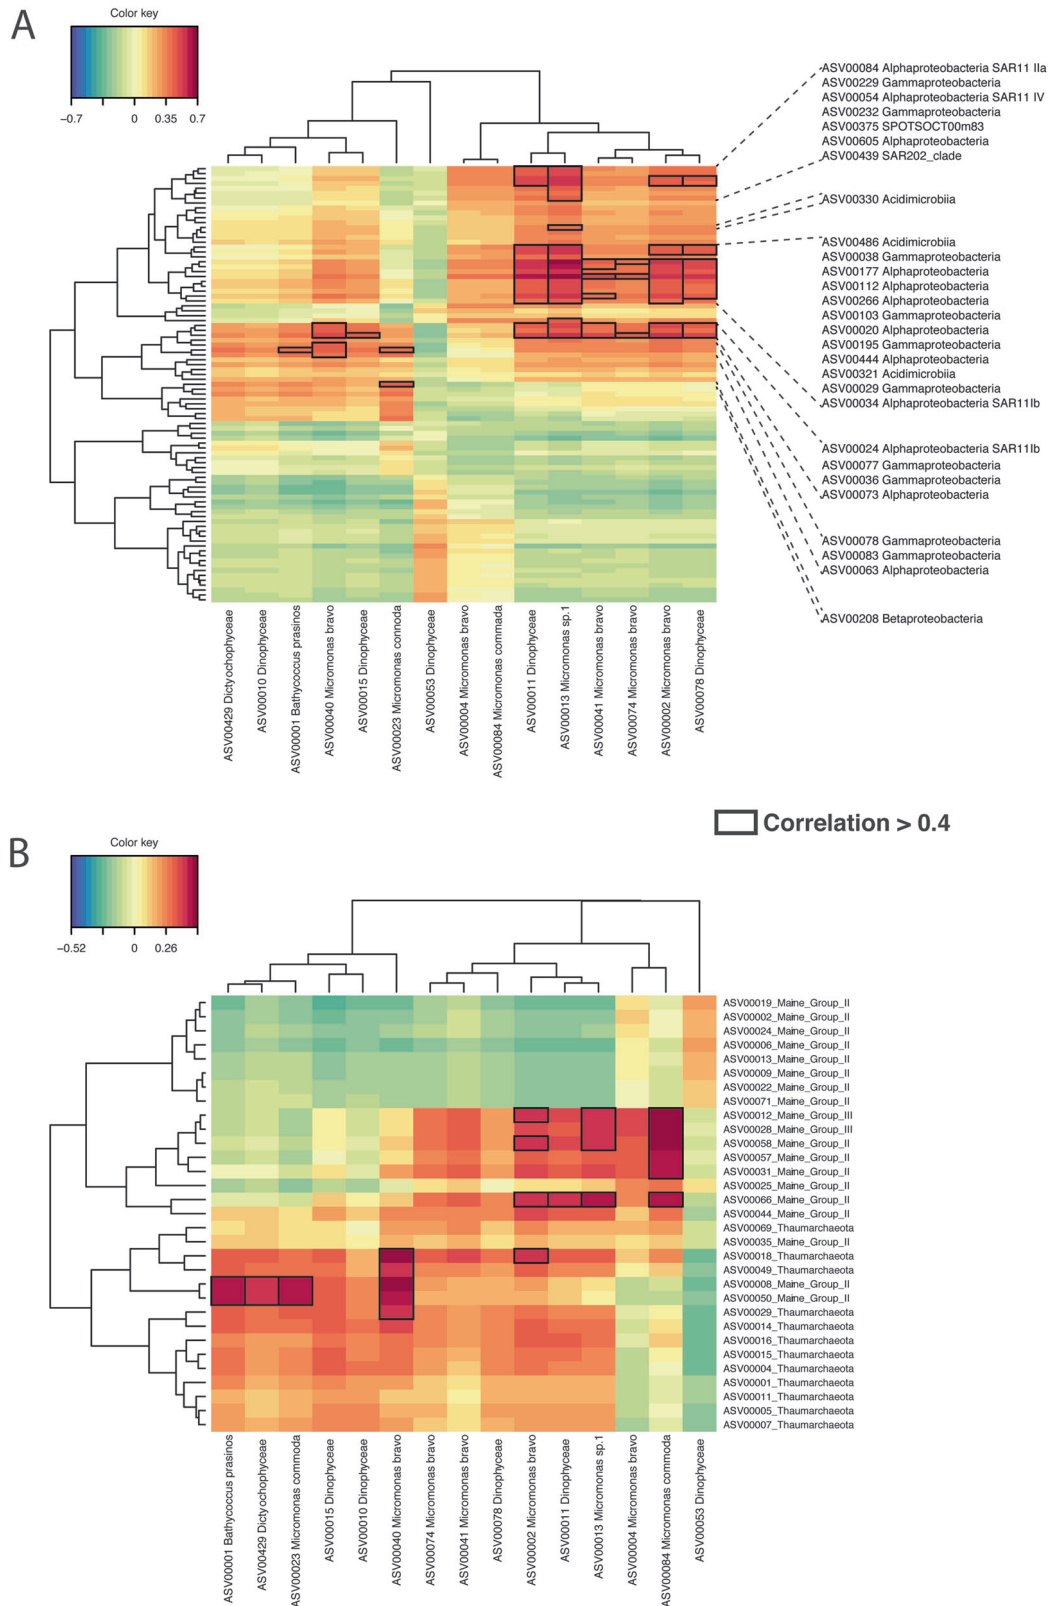 A
Color key
−0.7 0 0.35 0.7
ASV00084 Alphaproteobacteria SAR11 IIa
ASV00229 Gammaproteobacteria
ASV00054 Alphaproteobacteria SAR11 IV
ASV00232 Gammaproteobacteria
ASV00375 SPOTSOCT00m83
ASV00605 Alphaproteobacteria
ASV00439 SAR202_clade
ASV00330 Acidimicrobiia
ASV00486 Acidimicrobiia
ASV00038 Gammaproteobacteria
ASV00177 Alphaproteobacteria
ASV00112 Alphaproteobacteria
ASV00266 Alphaproteobacteria
ASV00103 Gammaproteobacteria
ASV00020 Alphaproteobacteria
ASV00195 Gammaproteobacteria
ASV00444 Alphaproteobacteria
ASV00321 Acidimicrobiia
ASV00029 Gammaproteobacteria
ASV00034 Alphaproteobacteria SAR11Ib
ASV00024 Alphaproteobacteria SAR11Ib
ASV00077 Gammaproteobacteria
ASV00036 Gammaproteobacteria
ASV00073 Alphaproteobacteria
ASV00078 Gammaproteobacteria
ASV00083 Gammaproteobacteria
ASV00063 Alphaproteobacteria
ASV00208 Betaproteobacteria
ASV00429 Dictyochophyceae
ASV00010 Dinophyceae
ASV00001 Bathycoccus prasinos
ASV00040 Micromonas bravo
ASV00015 Dinophyceae
ASV00023 Micromonas connoda
ASV00053 Dinophyceae
ASV00004 Micromonas bravo
ASV00084 Micromonas commada
ASV00011 Dinophyceae
ASV00013 Micromonas sp.1
ASV00041 Micromonas bravo
ASV00074 Micromonas bravo
ASV00002 Micromonas bravo
ASV00078 Dinophyceae
Correlation > 0.4
B
Color key
−0.52 0 0.26
ASV00019_Maine_Group_II
ASV00002_Maine_Group_II
ASV00024_Maine_Group_II
ASV00006_Maine_Group_II
ASV00013_Maine_Group_II
ASV00009_Maine_Group_II
ASV00022_Maine_Group_II
ASV00071_Maine_Group_II
ASV00012_Maine_Group_III
ASV00028_Maine_Group_III
ASV00058_Maine_Group_II
ASV00057_Maine_Group_II
ASV00031_Maine_Group_II
ASV00025_Maine_Group_II
ASV00066_Maine_Group_II
ASV00044_Maine_Group_II
ASV00069_Thaumarchaeota
ASV00035_Maine_Group_II
ASV00018_Thaumarchaeota
ASV00049_Thaumarchaeota
ASV00008_Maine_Group_II
ASV00050_Maine_Group_II
ASV00029_Thaumarchaeota
ASV00014_Thaumarchaeota
ASV00016_Thaumarchaeota
ASV00015_Thaumarchaeota
ASV00004_Thaumarchaeota
ASV00001_Thaumarchaeota
ASV00011_Thaumarchaeota
ASV00005_Thaumarchaeota
ASV00007_Thaumarchaeota
ASV00001 Bathycoccus prasinos
ASV00429 Dictyochophyceae
ASV00023 Micromonas commoda
ASV00015 Dinophyceae
ASV00010 Dinophyceae
ASV00040 Micromonas bravo
ASV00074 Micromonas bravo
ASV00041 Micromonas bravo
ASV00078 Dinophyceae
ASV00002 Micromonas bravo
ASV00011 Dinophyceae
ASV00013 Micromonas sp.1
ASV00004 Micromonas bravo
ASV00084 Micromonas commoda
ASV00053 Dinophyceae